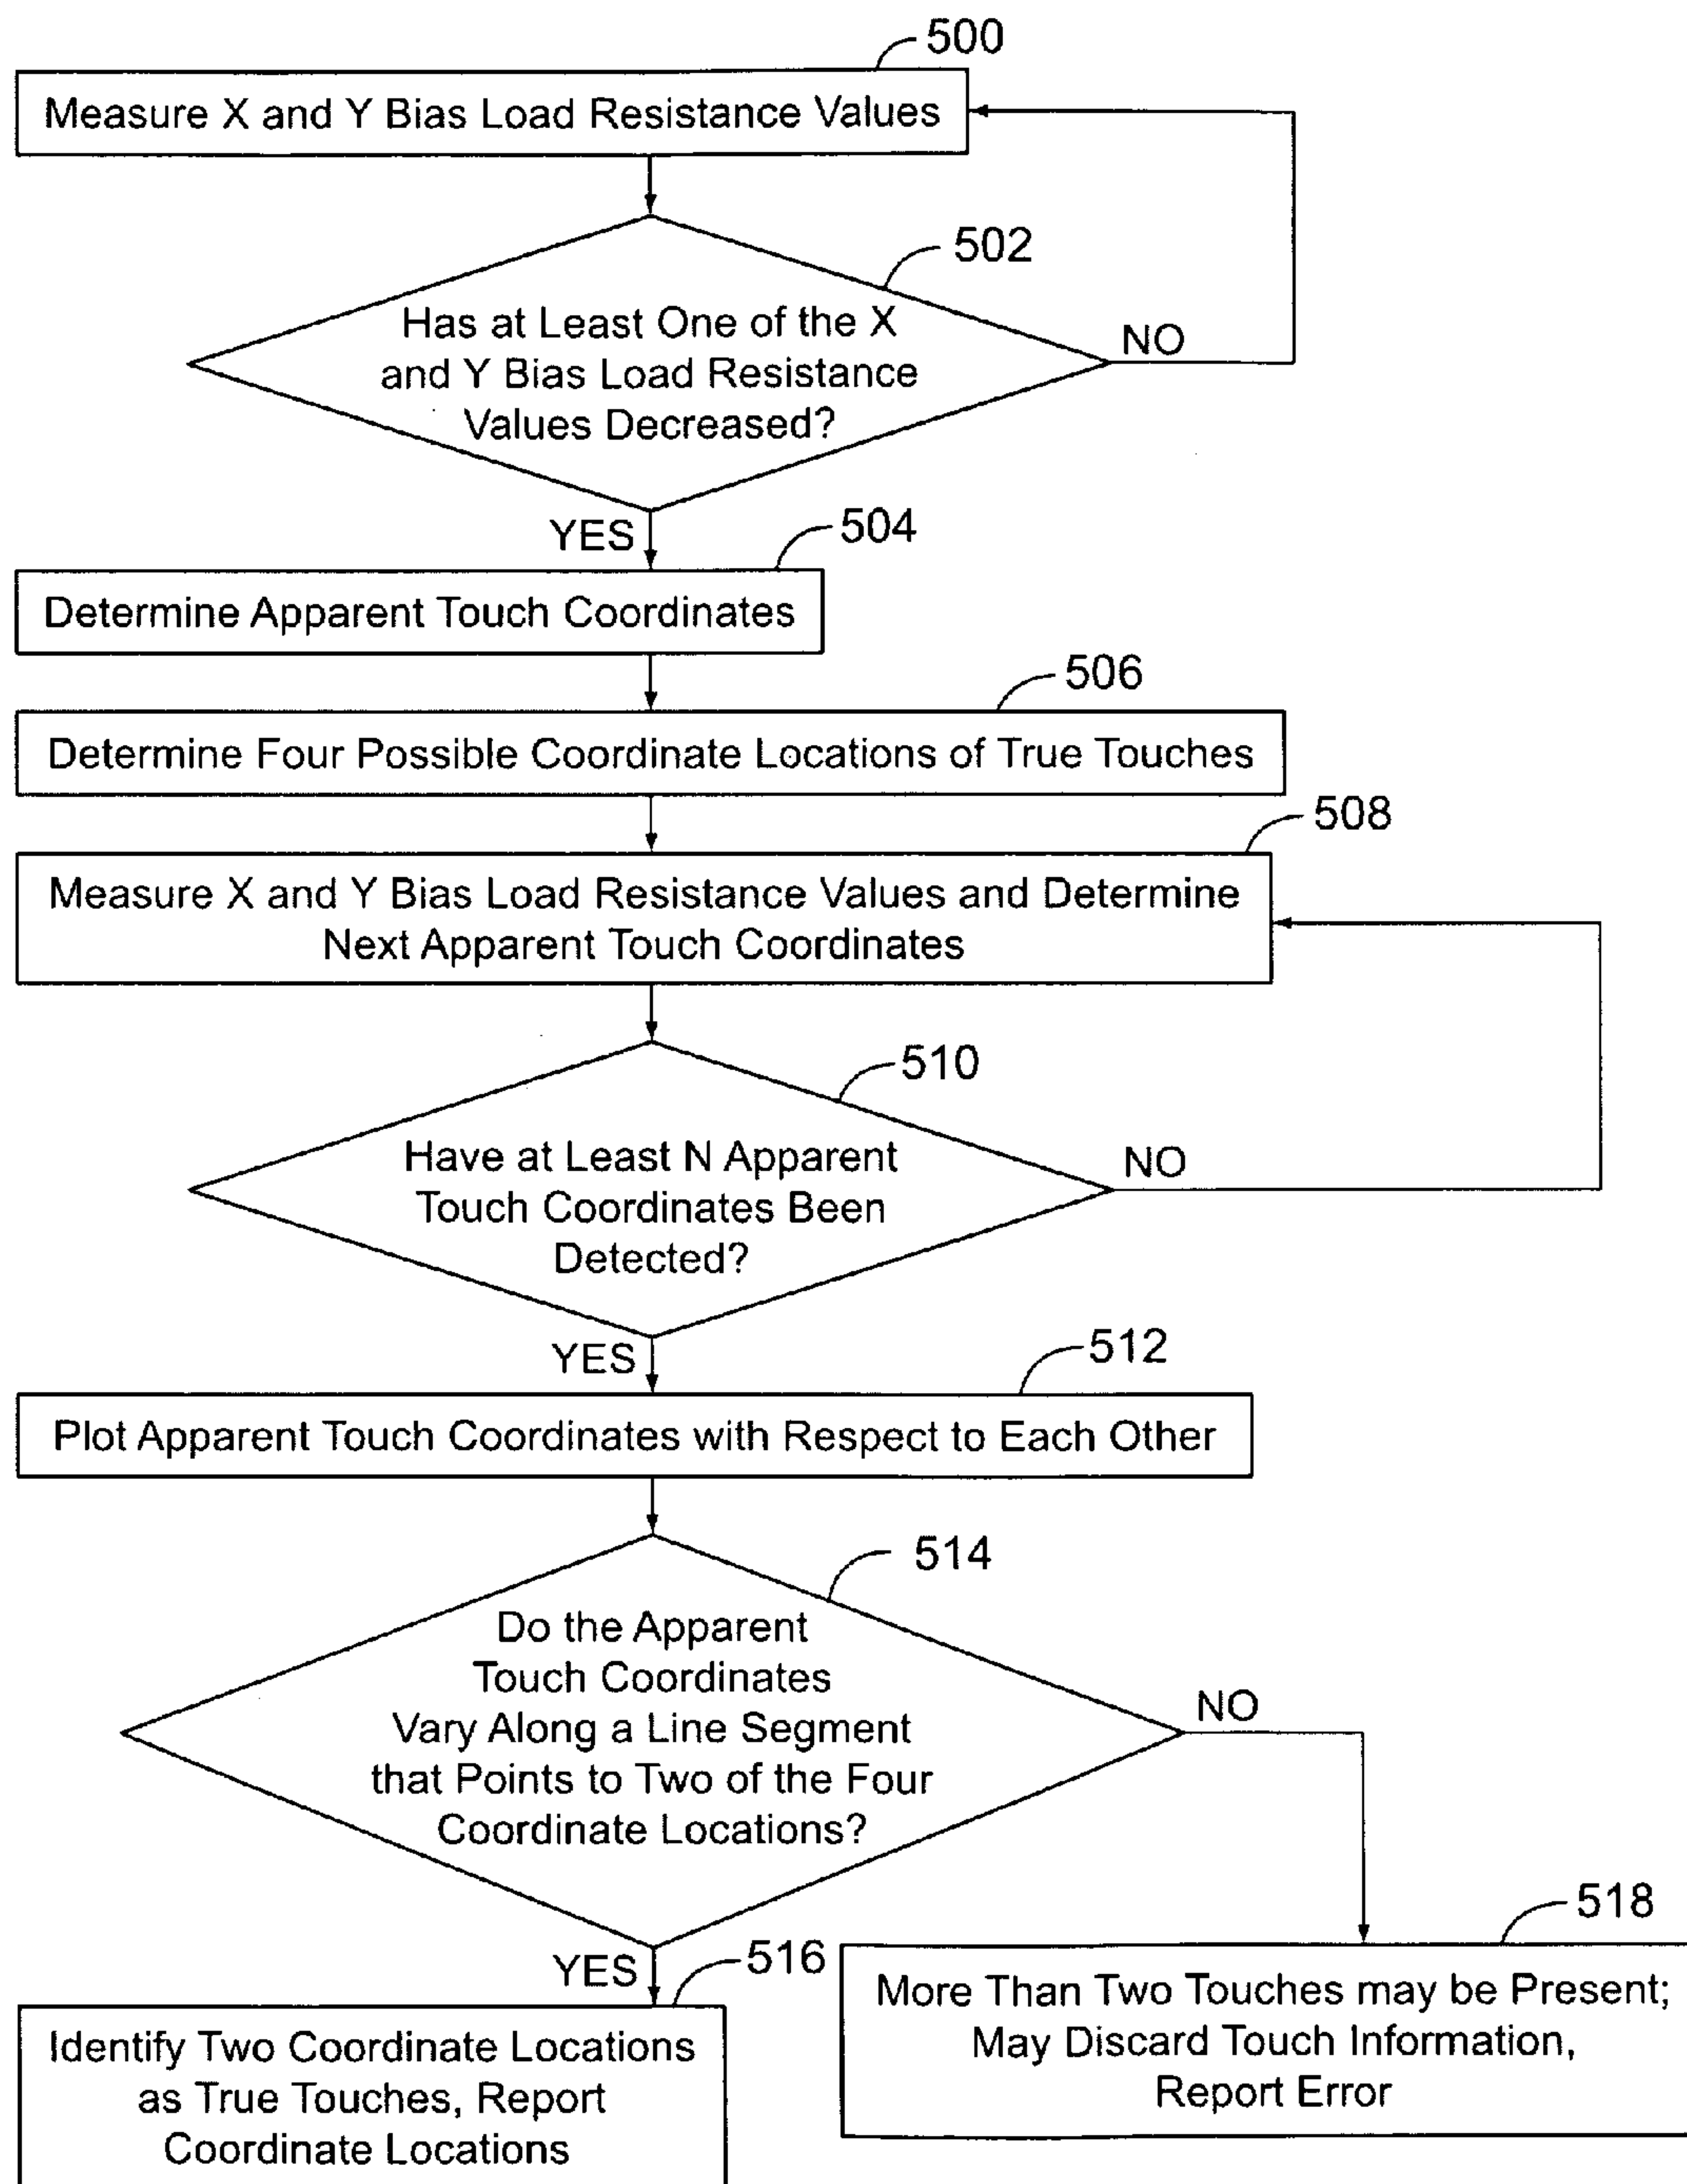 500
Measure X and Y Bias Load Resistance Values
502
Has at Least One of the X
and Y Bias Load Resistance
Values Decreased?
NO
YES
504
Determine Apparent Touch Coordinates
506
Determine Four Possible Coordinate Locations of True Touches
508
Measure X and Y Bias Load Resistance Values and Determine
Next Apparent Touch Coordinates
510
Have at Least N Apparent
Touch Coordinates Been
Detected?
NO
YES
512
Plot Apparent Touch Coordinates with Respect to Each Other
514
Do the Apparent
Touch Coordinates
Vary Along a Line Segment
that Points to Two of the Four
Coordinate Locations?
NO
YES
516
Identify Two Coordinate Locations
as True Touches, Report
Coordinate Locations
518
More Than Two Touches may be Present;
May Discard Touch Information,
Report Error